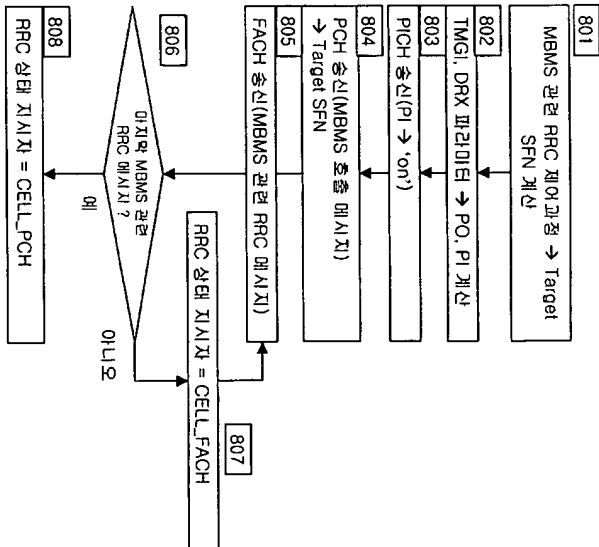 801
MBMS 관련 RRC 제어과정 → Target
SFN 계산
802
TMGI, DRX 파라미터 → PO, PI 계산
803
PICH 송신(PI → 'on')
804
PCH 송신(MBMS 호출 메시지)
→ Target SFN
805
FACH 송신(MBMS 관련 RRC 메시지)
806
마지막 MBMS 관련
RRC 메시지?
아니오
807
RRC 상태 지시자 = CELL_FACH
예
808
RRC 상태 지시자 = CELL_PCH